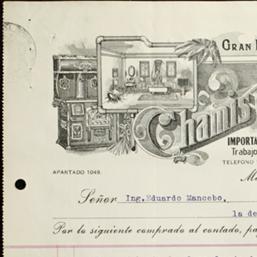 GRAN
Chami
IMPORTA
Trabajo
TELEFONO
APARTADO 1048.
Señor Ing. Eduardo Mancebo,
1a de
Por lo siguiente comprado al contado, pa